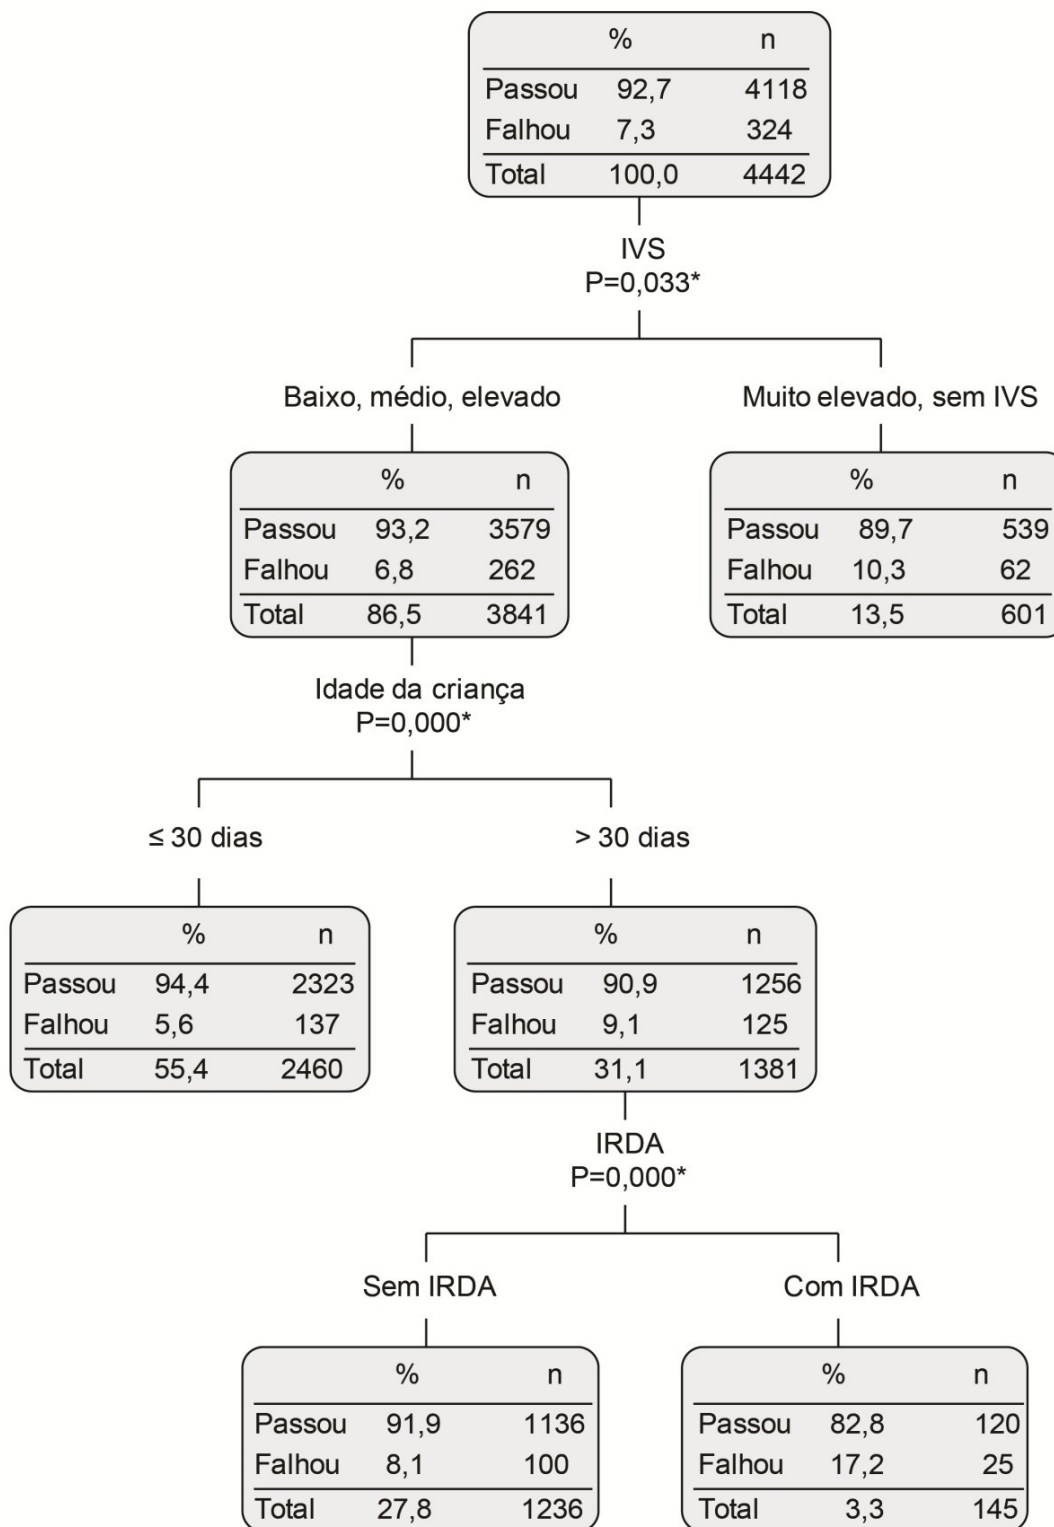 % n
Passou 92,7 4118
Falhou 7,3 324
Total 100,0 4442
IVS
P=0,033*
Baixo, médio, elevado
% n
Passou 93,2 3579
Falhou 6,8 262
Total 86,5 3841
Muito elevado, sem IVS
% n
Passou 89,7 539
Falhou 10,3 62
Total 13,5 601
Idade da criança
P=0,000*
≤ 30 dias
% n
Passou 94,4 2323
Falhou 5,6 137
Total 55,4 2460
> 30 dias
% n
Passou 90,9 1256
Falhou 9,1 125
Total 31,1 1381
IRDA
P=0,000*
Sem IRDA
% n
Passou 91,9 1136
Falhou 8,1 100
Total 27,8 1236
Com IRDA
% n
Passou 82,8 120
Falhou 17,2 25
Total 3,3 145